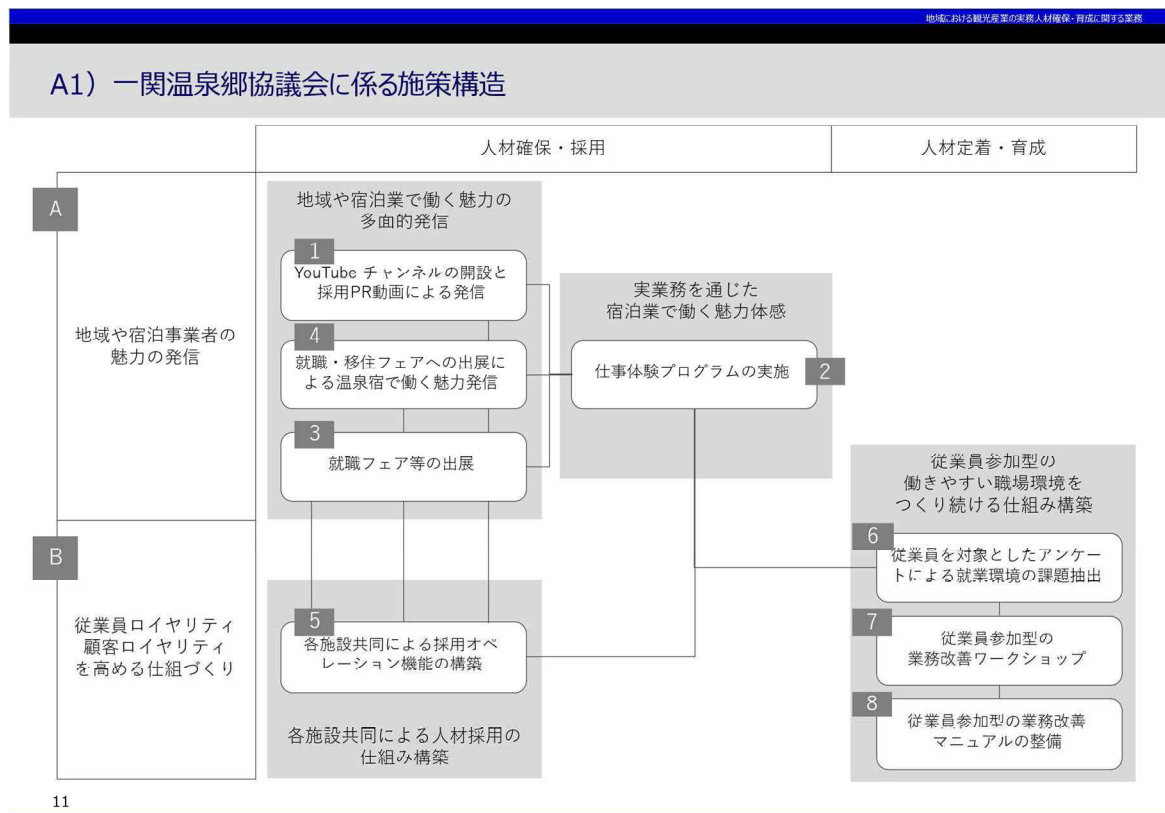 地域における観光産業の実務人材確保・育成に関する業務
A1）一関温泉郷協議会に係る施策構造
人材確保・採用
人材定着・育成
A
地域や宿泊事業者の
魅力の発信
地域や宿泊業で働く魅力の
多面的発信
1
YouTube チャンネルの開設と
採用PR動画による発信
4
就職・移住フェアへの出展に
よる温泉宿で働く魅力発信
3
就職フェア等の出展
実業務を通じた
宿泊業で働く魅力体感
仕事体験プログラムの実施
2
B
従業員ロイヤリティ
顧客ロイヤリティ
を高める仕組づくり
5
各施設共同による採用オペ
レーション機能の構築
各施設共同による人材採用の
仕組み構築
従業員参加型の
働きやすい職場環境を
つくり続ける仕組み構築
6
従業員を対象としたアンケー
トによる就業環境の課題抽出
7
従業員参加型の
業務改善ワークショップ
8
従業員参加型の業務改善
マニュアルの整備
11